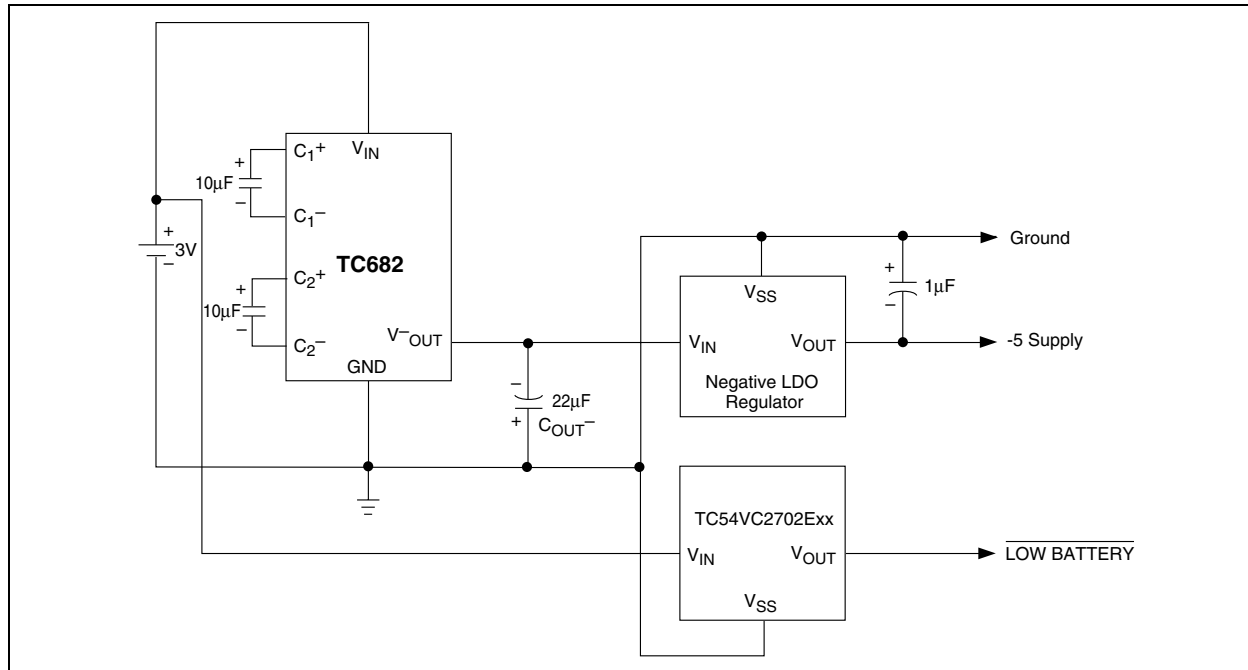 C1+
VIN
+
10μF
–
C1–
+
3V
–
TC682
C2+
+
10μF
–
C2–
V–OUT
GND
–
22μF
+
COUT–
Ground
VSS
+
1μF
–
VIN
VOUT
-5 Supply
Negative LDO
Regulator
TC54VC2702Exx
VIN
VOUT
LOW BATTERY
VSS